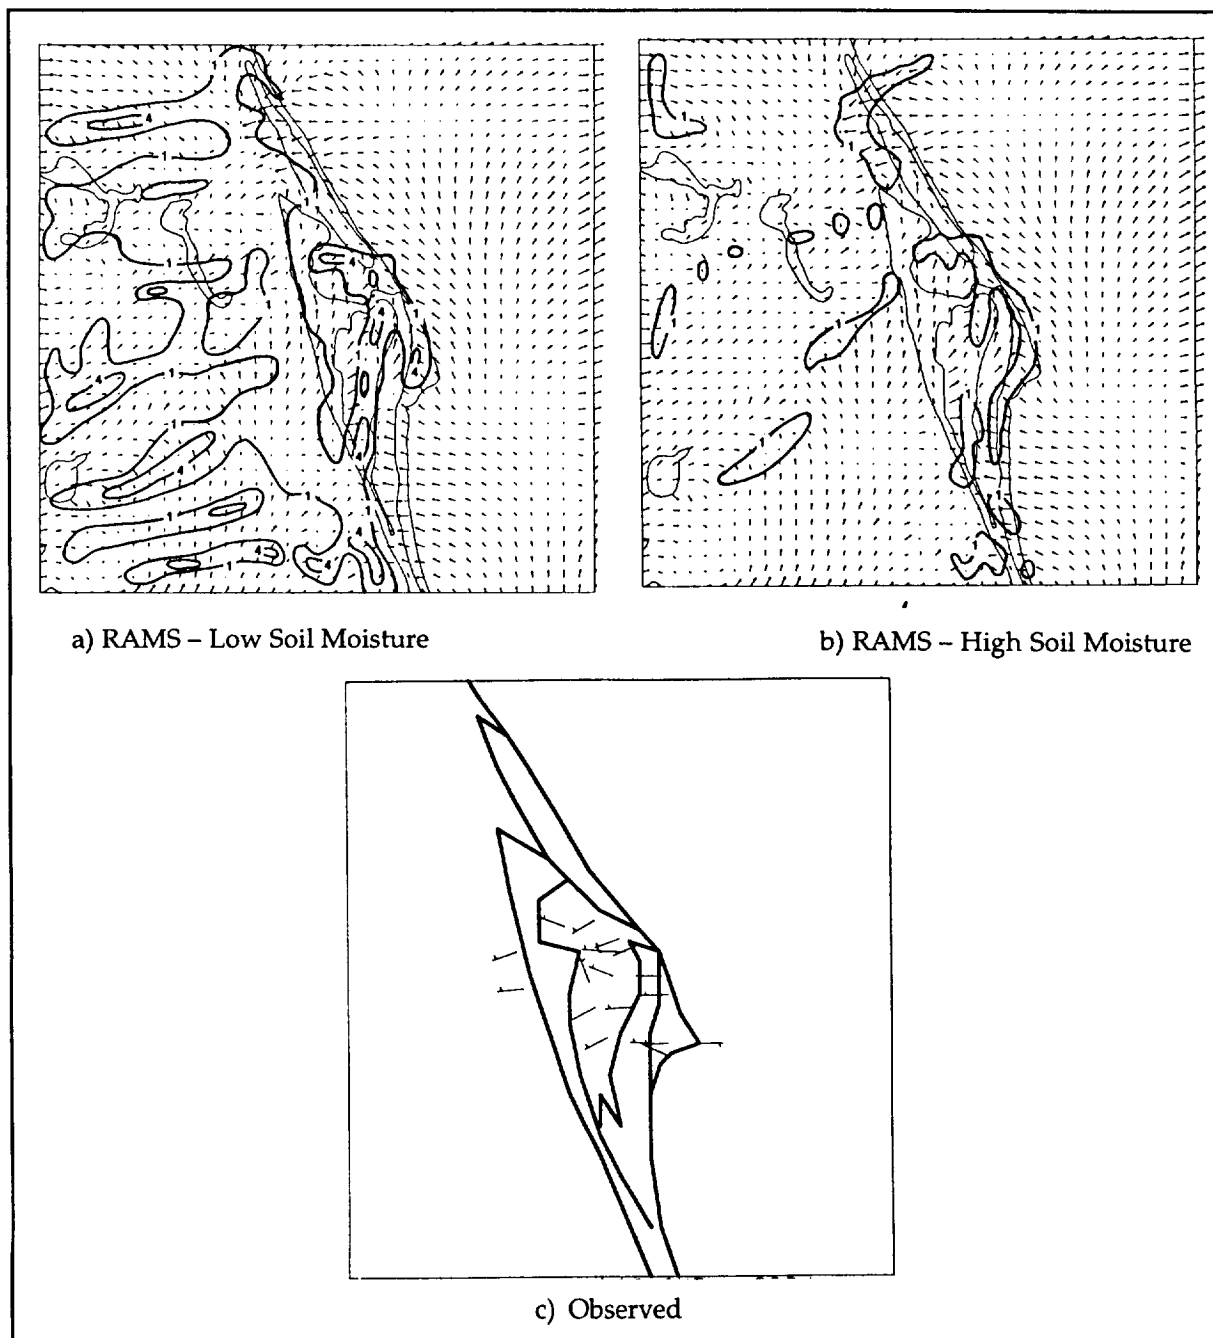 a) RAMS – Low Soil Moisture
b) RAMS – High Soil Moisture
c) Observed